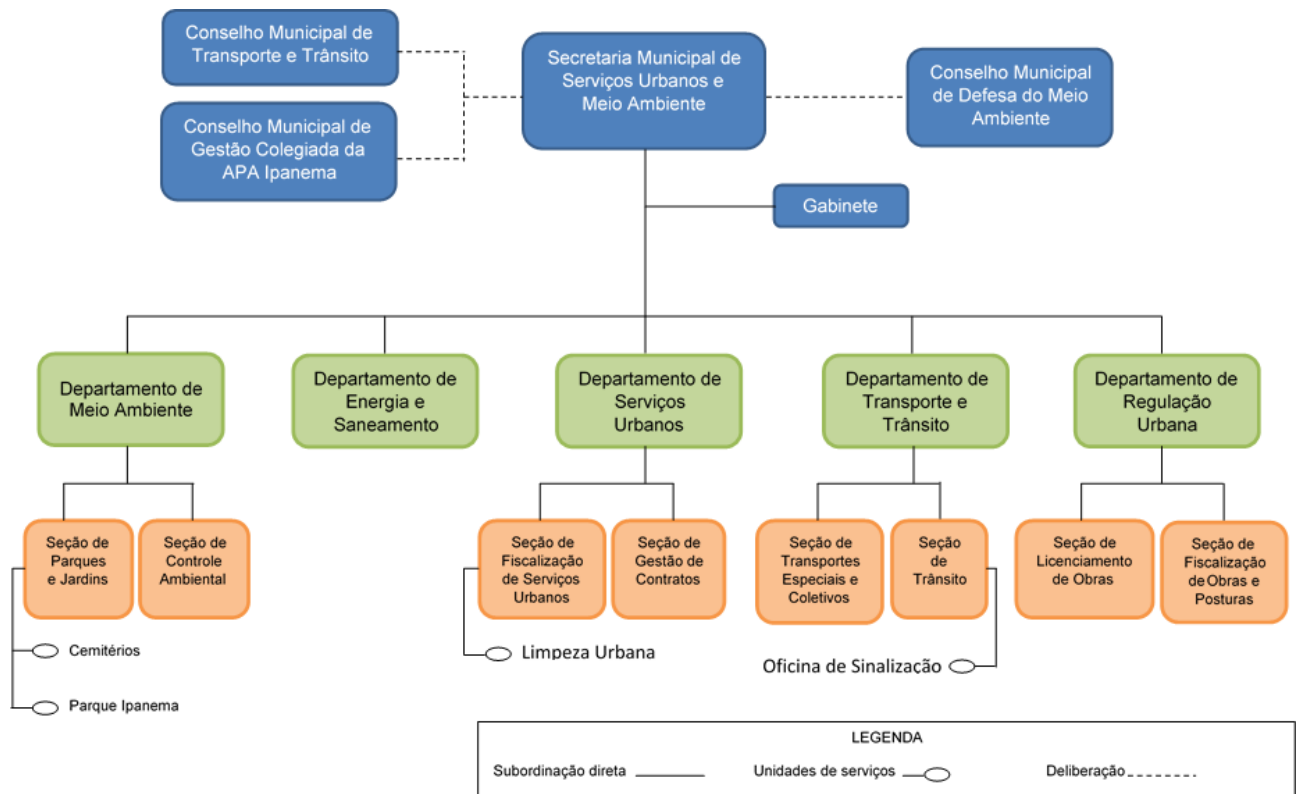 Conselho Municipal de
Transporte e Trânsito
Secretaria Municipal de
Serviços Urbanos e
Meio Ambiente
Conselho Municipal
de Defesa do Meio
Ambiente
Conselho Municipal de
Gestão Colegiada da
APA Ipanema
Gabinete
Departamento de
Meio Ambiente
Departamento de
Energia e
Saneamento
Departamento de
Serviços
Urbanos
Departamento de
Transporte e
Trânsito
Departamento de
Regulação
Urbana
Seção de
Parques
e Jardins
Seção de
Controle
Ambiental
Seção de
Fiscalização
de Serviços
Urbanos
Seção de
Gestão de
Contratos
Seção de
Transportes
Especiais e
Coletivos
Seção
de
Trânsito
Seção de
Licenciamento
de Obras
Seção de
Fiscalização
de Obras e
Posturas
Cemitérios
Parque Ipanema
Limpeza Urbana
Oficina de Sinalização
LEGENDA
Subordinação direta
Unidades de serviços
Deliberação